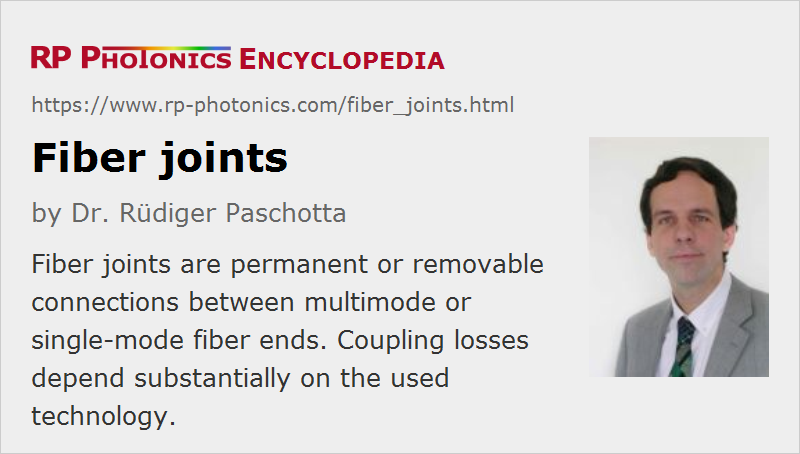 RP PHOTONICS ENCYCLOPEDIA
https://www.rp-photonics.com/fiber_joints.html
Fiber joints
by Dr. Rüdiger Paschotta
Fiber joints are permanent or removable
connections between multimode or
single-mode fiber ends. Coupling losses
depend substantially on the used
technology.